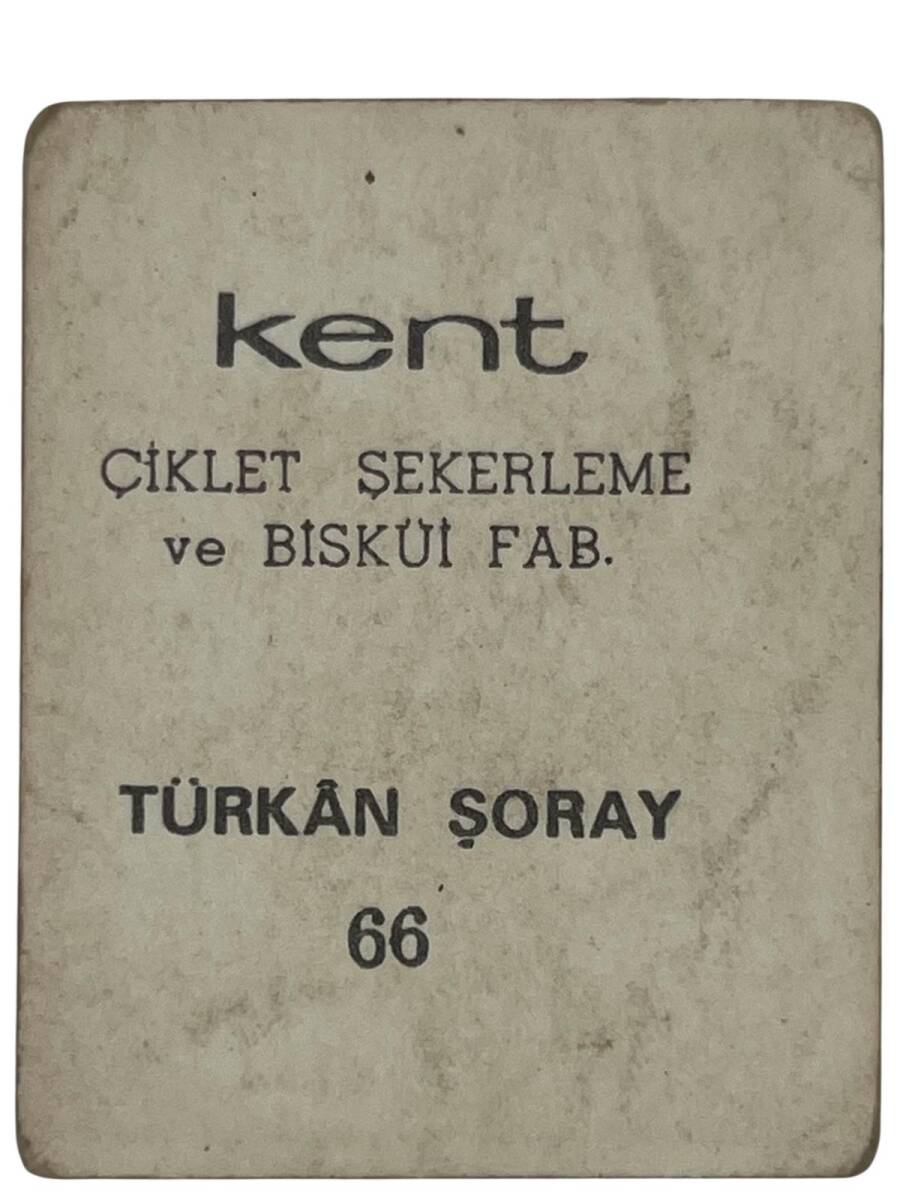 kent
ÇİKLET ŞEKERLEME
ve BİSKÜİ FAB.
TÜRKÂN ŞORAY
66